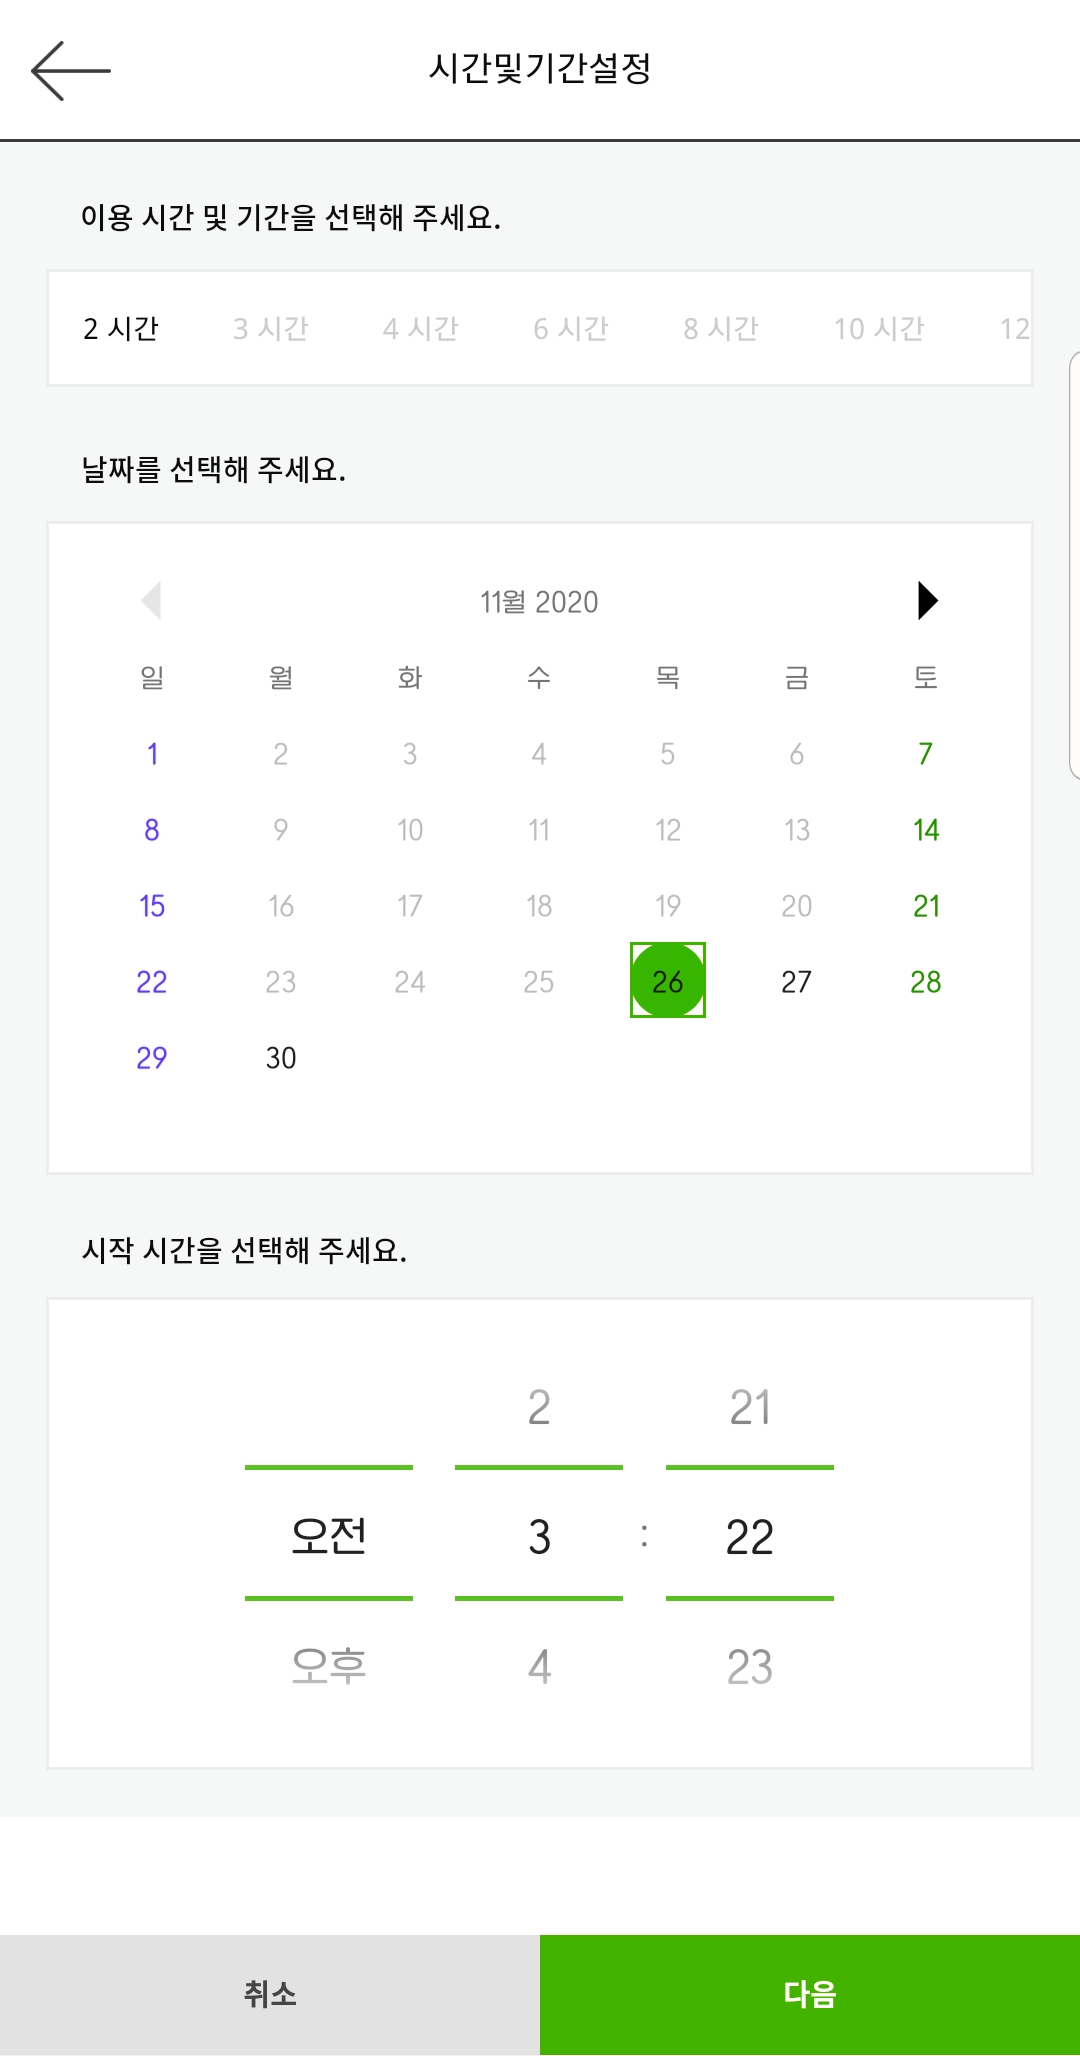 시간및기간설정
이용 시간 및 기간을 선택해 주세요.
2 시간 3 시간 4 시간 6 시간 8 시간 10 시간 12
날짜를 선택해 주세요.
11월 2020
일 월 화 수 목 금 토
1 2 3 4 5 6 7
8 9 10 11 12 13 14
15 16 17 18 19 20 21
22 23 24 25 26 27 28
29 30
시작 시간을 선택해 주세요.
2 21
오전 3 : 22
오후 4 23
취소 다음